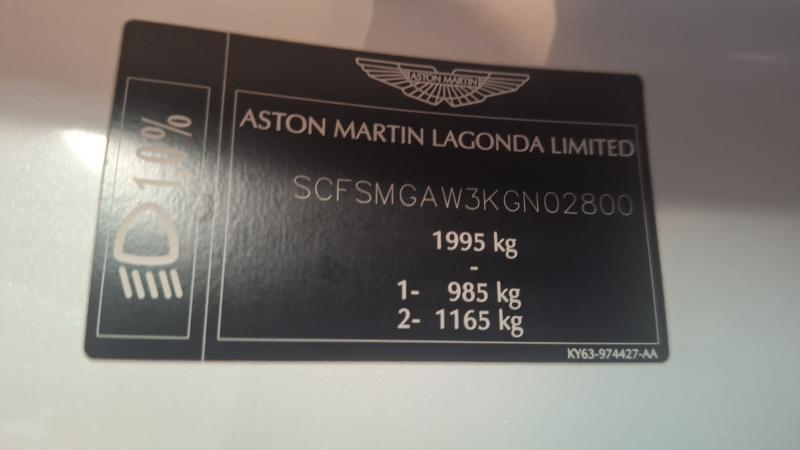 ASTON MARTIN
ASTON MARTIN LAGONDA LIMITED
SCFSMGAW3KGN02800
1995 kg
-
1- 985 kg
2- 1165 kg
KY63-974427-AA
1,0%